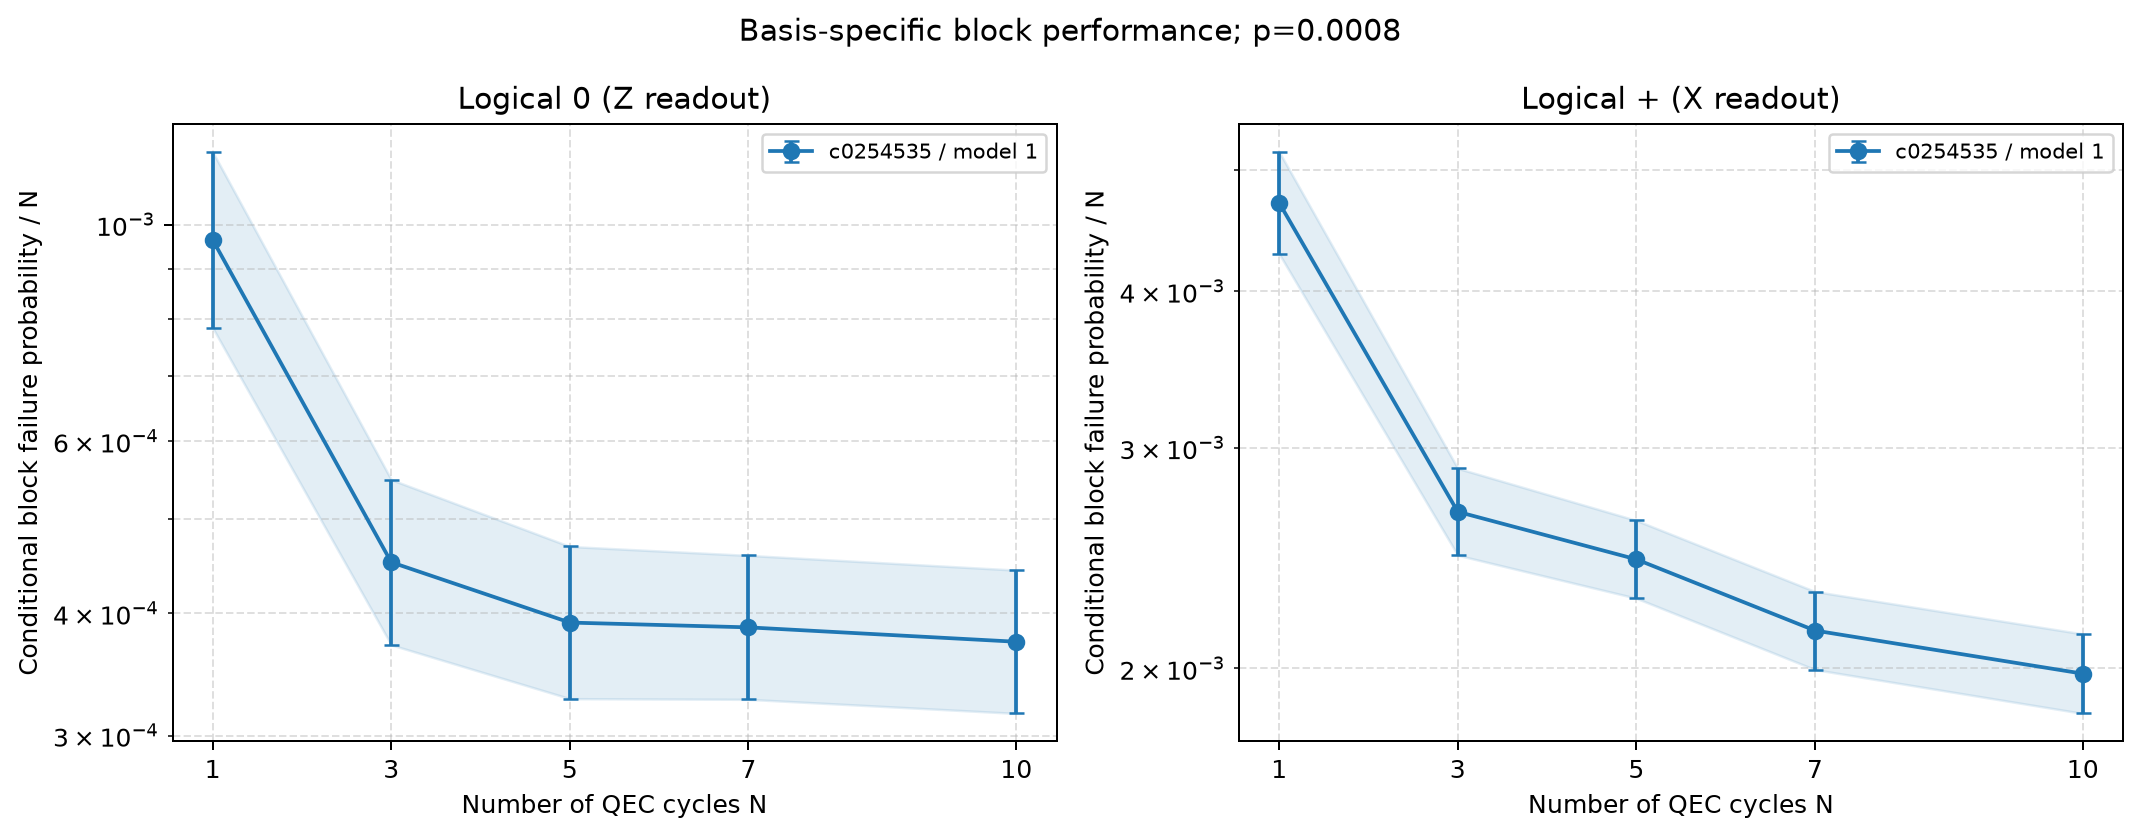 Basis-specific block performance; p=0.0008
Logical 0 (Z readout)
c0254535 / model 1
Conditional block failure probability / N
10⁻³
6 × 10⁻⁴
4 × 10⁻⁴
3 × 10⁻⁴
1 3 5 7 10
Number of QEC cycles N
Logical + (X readout)
c0254535 / model 1
Conditional block failure probability / N
4 × 10⁻³
3 × 10⁻³
2 × 10⁻³
1 3 5 7 10
Number of QEC cycles N